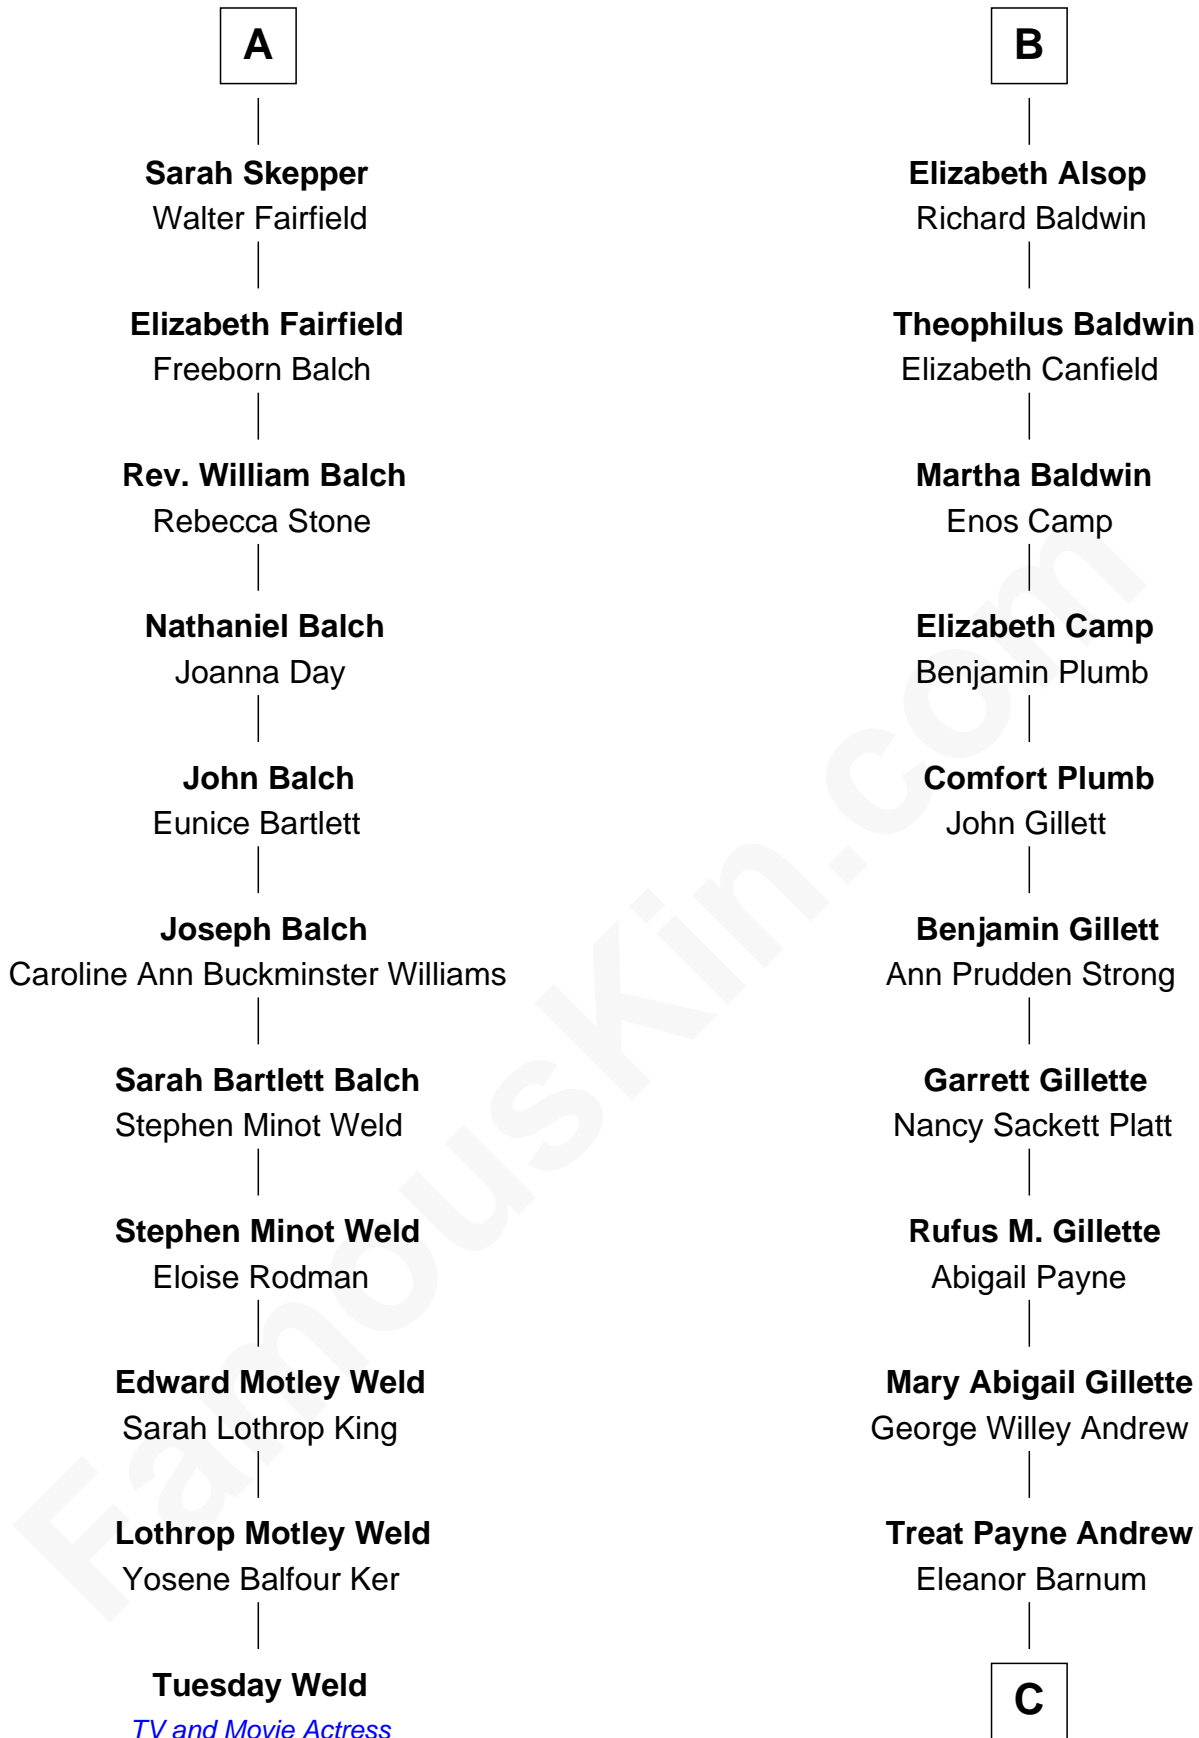 A
Sarah Skepper
Walter Fairfield
Elizabeth Fairfield
Freeborn Balch
Rev. William Balch
Rebecca Stone
Nathaniel Balch
Joanna Day
John Balch
Eunice Bartlett
Joseph Balch
Caroline Ann Buckminster Williams
Sarah Bartlett Balch
Stephen Minot Weld
Stephen Minot Weld
Eloise Rodman
Edward Motley Weld
Sarah Lothrop King
Lothrop Motley Weld
Yosene Balfour Ker
Tuesday Weld
TV and Movie Actress
B
Elizabeth Alsop
Richard Baldwin
Theophilus Baldwin
Elizabeth Canfield
Martha Baldwin
Enos Camp
Elizabeth Camp
Benjamin Plumb
Comfort Plumb
John Gillett
Benjamin Gillett
Ann Prudden Strong
Garrett Gillette
Nancy Sackett Platt
Rufus M. Gillette
Abigail Payne
Mary Abigail Gillette
George Willey Andrew
Treat Payne Andrew
Eleanor Barnum
C
FamousKin.com